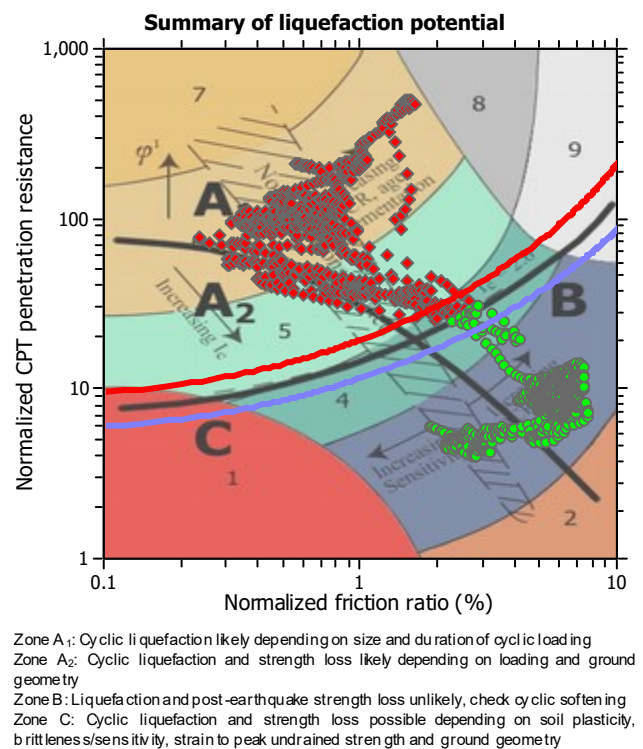 Summary of liquefaction potential
1,000
100
10
1
Normalized CPT penetration resistance
7
8
9
φ¹
A
A₂
Increasing Ic
5
B
4
C
1
Increasing
Sensitivity
2
0.1
1
10
Normalized friction ratio (%)
Zone A₁: Cyclic liquefaction likely depending on size and duration of cyclic loading
Zone A₂: Cyclic liquefaction and strength loss likely depending on loading and ground
geometry
Zone B: Liquefaction and post-earthquake strength loss unlikely, check cyclic softening
Zone C: Cyclic liquefaction and strength loss possible depending on soil plasticity,
brittleness/sensitivity, strain to peak undrained strength and ground geometry